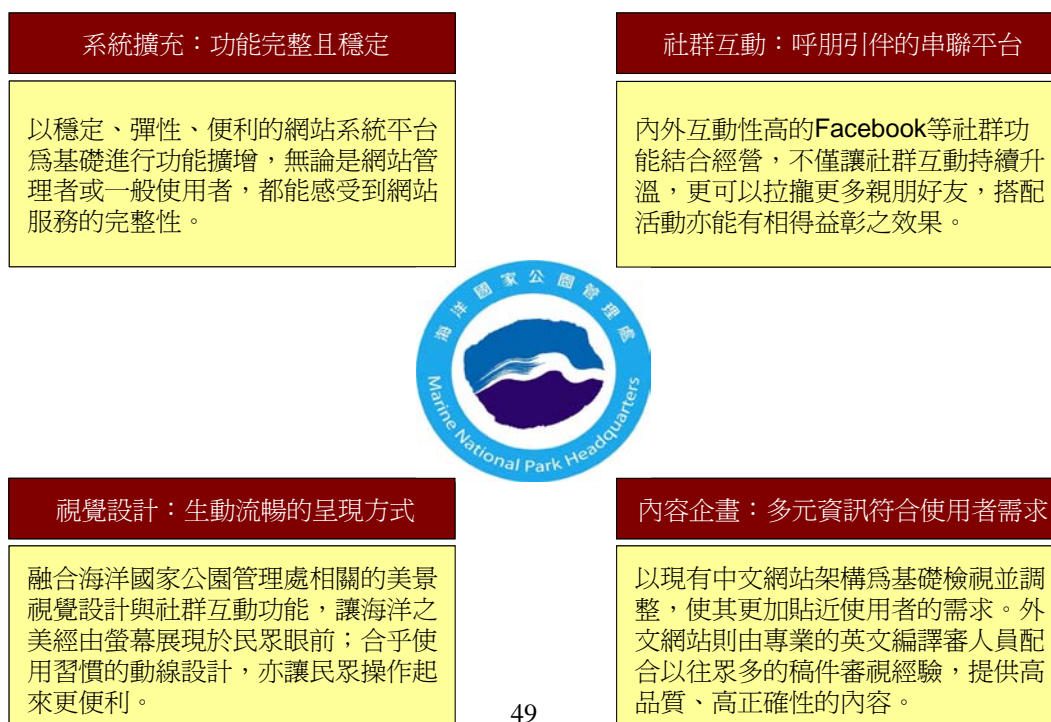 系統擴充：功能完整且穩定
以穩定、彈性、便利的網站系統平台
為基礎進行功能擴增，無論是網站管
理者或一般使用者，都能感受到網站
服務的完整性。
社群互動：呼朋引伴的串聯平台
內外互動性高的Facebook等社群功
能結合經營，不僅讓社群互動持續升
溫，更可以拉攏更多親朋好友，搭配
活動亦能有相得益彰之效果。
海洋國家公園管理處
Marine National Park Headquarters
視覺設計：生動流暢的呈現方式
融合海洋國家公園管理處相關的美景
視覺設計與社群互動功能，讓海洋之
美經由螢幕展現於民眾眼前；合乎使
用習慣的動線設計，亦讓民眾操作起
來更便利。
內容企畫：多元資訊符合使用者需求
以現有中文網站架構為基礎檢視並調
整，使其更加貼近使用者的需求。外
文網站則由專業的英文編譯審人員配
合以往眾多的稿件審視經驗，提供高
品質、高正確性的內容。
49